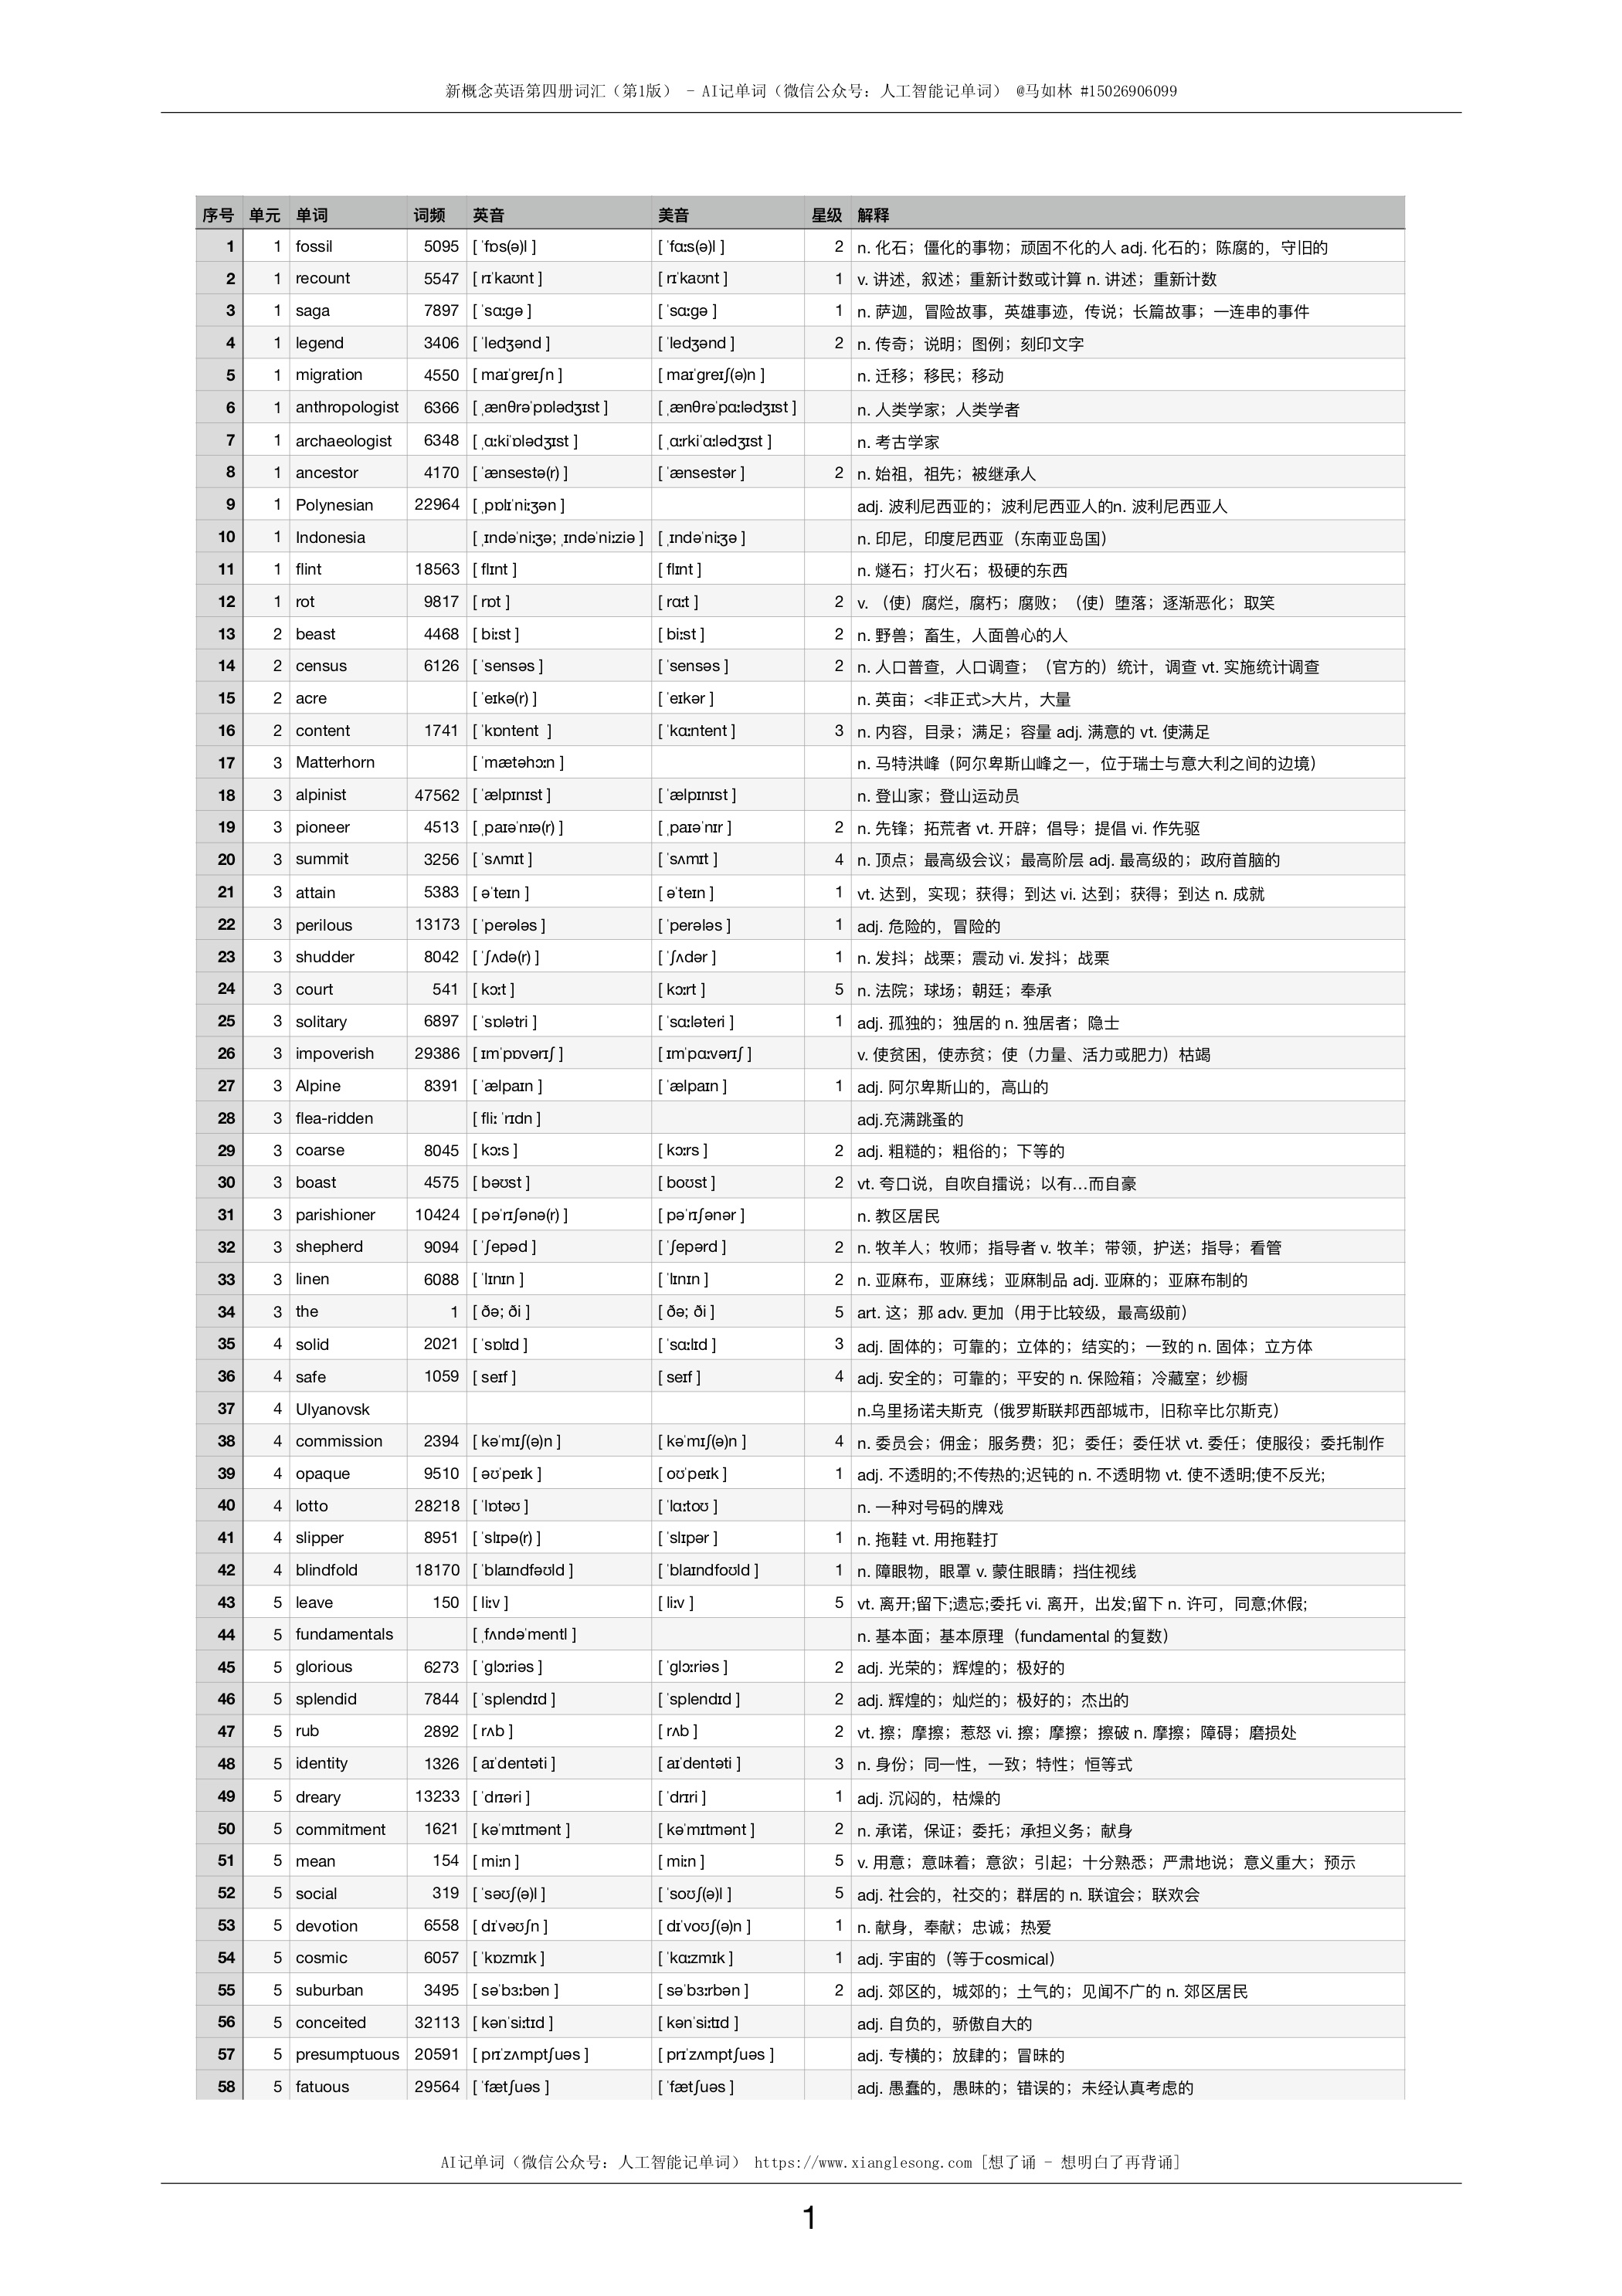 新概念英语第四册词汇（第1版） - AI记单词（微信公众号：人工智能记单词） @马如林 #15026906099
序号 单元 单词 词频 英音 美音 星级 解释
1 1 fossil 5095 [ ˈfɒs(ə)l ] [ ˈfɑːs(ə)l ] 2 n. 化石；僵化的事物；顽固不化的人 adj. 化石的；陈腐的，守旧的
2 1 recount 5547 [ rɪˈkaʊnt ] [ rɪˈkaʊnt ] 1 v. 讲述，叙述；重新计数或计算 n. 讲述；重新计数
3 1 saga 7897 [ ˈsɑːɡə ] [ ˈsɑːɡə ] 1 n. 萨迦，冒险故事，英雄事迹，传说；长篇故事；一连串的事件
4 1 legend 3406 [ ˈledʒənd ] [ ˈledʒənd ] 2 n. 传奇；说明；图例；刻印文字
5 1 migration 4550 [ maɪˈɡreɪʃn ] [ maɪˈɡreɪʃ(ə)n ] n. 迁移；移民；移动
6 1 anthropologist 6366 [ ˌænθrəˈpɒlədʒɪst ] [ ˌænθrəˈpɑːlədʒɪst ] n. 人类学家；人类学者
7 1 archaeologist 6348 [ ˌɑːkiˈɒlədʒɪst ] [ ˌɑːrkiˈɑːlədʒɪst ] n. 考古学家
8 1 ancestor 4170 [ ˈænsestə(r) ] [ ˈænsestər ] 2 n. 始祖，祖先；被继承人
9 1 Polynesian 22964 [ ˌpɒlɪˈniːʒən ] adj. 波利尼西亚的；波利尼西亚人的n. 波利尼西亚人
10 1 Indonesia [ ˌɪndəˈniːʒə; ˌɪndəˈniːziə ] [ ˌɪndəˈniːʒə ] n. 印尼，印度尼西亚（东南亚岛国）
11 1 flint 18563 [ flɪnt ] [ flɪnt ] n. 燧石；打火石；极硬的东西
12 1 rot 9817 [ rɒt ] [ rɑːt ] 2 v. （使）腐烂，腐朽；腐败；（使）堕落；逐渐恶化；取笑
13 2 beast 4468 [ biːst ] [ biːst ] 2 n. 野兽；畜生，人面兽心的人
14 2 census 6126 [ ˈsensəs ] [ ˈsensəs ] 2 n. 人口普查，人口调查；（官方的）统计，调查 vt. 实施统计调查
15 2 acre [ ˈeɪkə(r) ] [ ˈeɪkər ] n. 英亩；<非正式>大片，大量
16 2 content 1741 [ ˈkɒntent ] [ ˈkɑːntent ] 3 n. 内容，目录；满足；容量 adj. 满意的 vt. 使满足
17 3 Matterhorn [ ˈmætəhɔːn ] n. 马特洪峰（阿尔卑斯山峰之一，位于瑞士与意大利之间的边境）
18 3 alpinist 47562 [ ˈælpɪnɪst ] [ ˈælpɪnɪst ] n. 登山家；登山运动员
19 3 pioneer 4513 [ ˌpaɪəˈnɪə(r) ] [ ˌpaɪəˈnɪr ] 2 n. 先锋；拓荒者 vt. 开辟；倡导；提倡 vi. 作先驱
20 3 summit 3256 [ ˈsʌmɪt ] [ ˈsʌmɪt ] 4 n. 顶点；最高级会议；最高阶层 adj. 最高级的；政府首脑的
21 3 attain 5383 [ əˈteɪn ] [ əˈteɪn ] 1 vt. 达到，实现；获得；到达 vi. 达到；获得；到达 n. 成就
22 3 perilous 13173 [ ˈperələs ] [ ˈperələs ] 1 adj. 危险的，冒险的
23 3 shudder 8042 [ ˈʃʌdə(r) ] [ ˈʃʌdər ] 1 n. 发抖；战栗；震动 vi. 发抖；战栗
24 3 court 541 [ kɔːt ] [ kɔːrt ] 5 n. 法院；球场；朝廷；奉承
25 3 solitary 6897 [ ˈsɒlətri ] [ ˈsɑːləteri ] 1 adj. 孤独的；独居的 n. 独居者；隐士
26 3 impoverish 29386 [ ɪmˈpɒvərɪʃ ] [ ɪmˈpɑːvərɪʃ ] v. 使贫困，使赤贫；使（力量、活力或肥力）枯竭
27 3 Alpine 8391 [ ˈælpaɪn ] [ ˈælpaɪn ] 1 adj. 阿尔卑斯山的，高山的
28 3 flea-ridden [ fliː ˈrɪdn ] adj.充满跳蚤的
29 3 coarse 8045 [ kɔːs ] [ kɔːrs ] 2 adj. 粗糙的；粗俗的；下等的
30 3 boast 4575 [ bəʊst ] [ boʊst ] 2 vt. 夸口说，自吹自擂说；以有…而自豪
31 3 parishioner 10424 [ pəˈrɪʃənə(r) ] [ pəˈrɪʃənər ] n. 教区居民
32 3 shepherd 9094 [ ˈʃepəd ] [ ˈʃepərd ] 2 n. 牧羊人；牧师；指导者 v. 牧羊；带领，护送；指导；看管
33 3 linen 6088 [ ˈlɪnɪn ] [ ˈlɪnɪn ] 2 n. 亚麻布，亚麻线；亚麻制品 adj. 亚麻的；亚麻布制的
34 3 the 1 [ ðə; ði ] [ ðə; ði ] 5 art. 这；那 adv. 更加（用于比较级，最高级前）
35 4 solid 2021 [ ˈsɒlɪd ] [ ˈsɑːlɪd ] 3 adj. 固体的；可靠的；立体的；结实的；一致的 n. 固体；立方体
36 4 safe 1059 [ seɪf ] [ seɪf ] 4 adj. 安全的；可靠的；平安的 n. 保险箱；冷藏室；纱橱
37 4 Ulyanovsk n.乌里扬诺夫斯克（俄罗斯联邦西部城市，旧称辛比尔斯克）
38 4 commission 2394 [ kəˈmɪʃ(ə)n ] [ kəˈmɪʃ(ə)n ] 4 n. 委员会；佣金；服务费；犯；委任；委任状 vt. 委任；使服役；委托制作
39 4 opaque 9510 [ əʊˈpeɪk ] [ oʊˈpeɪk ] 1 adj. 不透明的;不传热的;迟钝的 n. 不透明物 vt. 使不透明;使不反光;
40 4 lotto 28218 [ ˈlɒtəʊ ] [ ˈlɑːtoʊ ] n. 一种对号码的牌戏
41 4 slipper 8951 [ ˈslɪpə(r) ] [ ˈslɪpər ] 1 n. 拖鞋 vt. 用拖鞋打
42 4 blindfold 18170 [ ˈblaɪndfəʊld ] [ ˈblaɪndfoʊld ] 1 n. 障眼物，眼罩 v. 蒙住眼睛；挡住视线
43 5 leave 150 [ liːv ] [ liːv ] 5 vt. 离开;留下;遗忘;委托 vi. 离开，出发;留下 n. 许可，同意;休假;
44 5 fundamentals [ ˌfʌndəˈmentl ] n. 基本面；基本原理（fundamental 的复数）
45 5 glorious 6273 [ ˈɡlɔːriəs ] [ ˈɡlɔːriəs ] 2 adj. 光荣的；辉煌的；极好的
46 5 splendid 7844 [ ˈsplendɪd ] [ ˈsplendɪd ] 2 adj. 辉煌的；灿烂的；极好的；杰出的
47 5 rub 2892 [ rʌb ] [ rʌb ] 2 vt. 擦；摩擦；惹怒 vi. 擦；摩擦；擦破 n. 摩擦；障碍；磨损处
48 5 identity 1326 [ aɪˈdentəti ] [ aɪˈdentəti ] 3 n. 身份；同一性，一致；特性；恒等式
49 5 dreary 13233 [ ˈdrɪəri ] [ ˈdrɪri ] 1 adj. 沉闷的，枯燥的
50 5 commitment 1621 [ kəˈmɪtmənt ] [ kəˈmɪtmənt ] 2 n. 承诺，保证；委托；承担义务；献身
51 5 mean 154 [ miːn ] [ miːn ] 5 v. 用意；意味着；意欲；引起；十分熟悉；严肃地说；意义重大；预示
52 5 social 319 [ ˈsəʊʃ(ə)l ] [ ˈsoʊʃ(ə)l ] 5 adj. 社会的，社交的；群居的 n. 联谊会；联欢会
53 5 devotion 6558 [ dɪˈvəʊʃn ] [ dɪˈvoʊʃ(ə)n ] 1 n. 献身，奉献；忠诚；热爱
54 5 cosmic 6057 [ ˈkɒzmɪk ] [ ˈkɑːzmɪk ] 1 adj. 宇宙的（等于cosmical）
55 5 suburban 3495 [ səˈbɜːbən ] [ səˈbɜːrbən ] 2 adj. 郊区的，城郊的；土气的；见闻不广的 n. 郊区居民
56 5 conceited 32113 [ kənˈsiːtɪd ] [ kənˈsiːtɪd ] adj. 自负的，骄傲自大的
57 5 presumptuous 20591 [ prɪˈzʌmptʃuəs ] [ prɪˈzʌmptʃuəs ] adj. 专横的；放肆的；冒昧的
58 5 fatuous 29564 [ ˈfætʃuəs ] [ ˈfætʃuəs ] adj. 愚蠢的，愚昧的；错误的；未经认真考虑的
AI记单词（微信公众号：人工智能记单词） https://www.xianglesong.com [想了诵 - 想明白了再背诵]
1